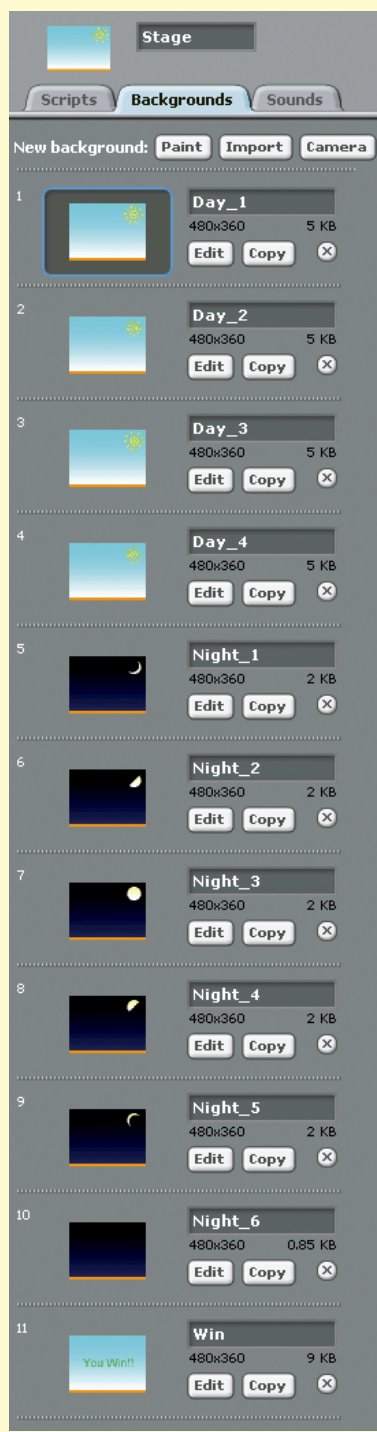 Stage
Scripts Backgrounds Sounds
New background: Paint Import Camera
1 Day_1
480x360 5 KB
Edit Copy
2 Day_2
480x360 5 KB
Edit Copy
3 Day_3
480x360 5 KB
Edit Copy
4 Day_4
480x360 5 KB
Edit Copy
5 Night_1
480x360 2 KB
Edit Copy
6 Night_2
480x360 2 KB
Edit Copy
7 Night_3
480x360 2 KB
Edit Copy
8 Night_4
480x360 2 KB
Edit Copy
9 Night_5
480x360 2 KB
Edit Copy
10 Night_6
480x360 0.85 KB
Edit Copy
11 Win
You Win!! 480x360 9 KB
Edit Copy